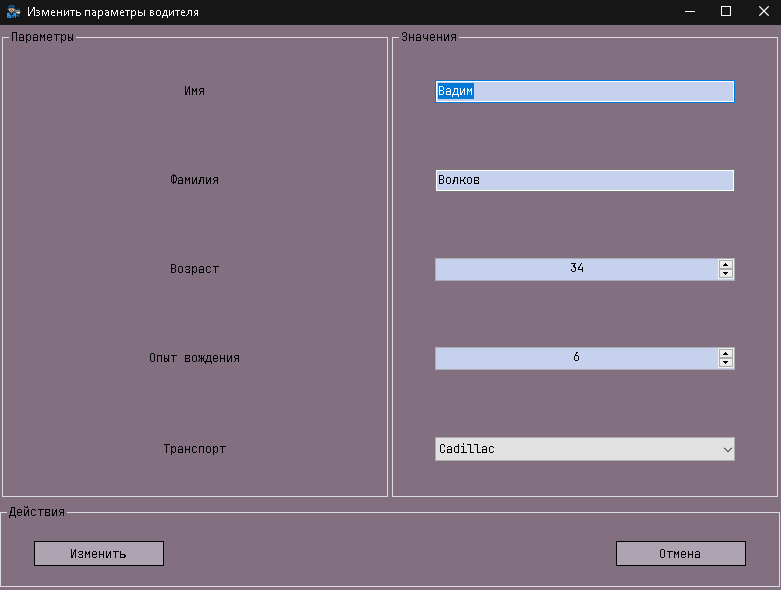 Изменить параметры водителя
Параметры
Значения
Имя
Вадим
Фамилия
Волков
Возраст
34
Опыт вождения
6
Транспорт
Cadillac
Действия
Изменить
Отмена